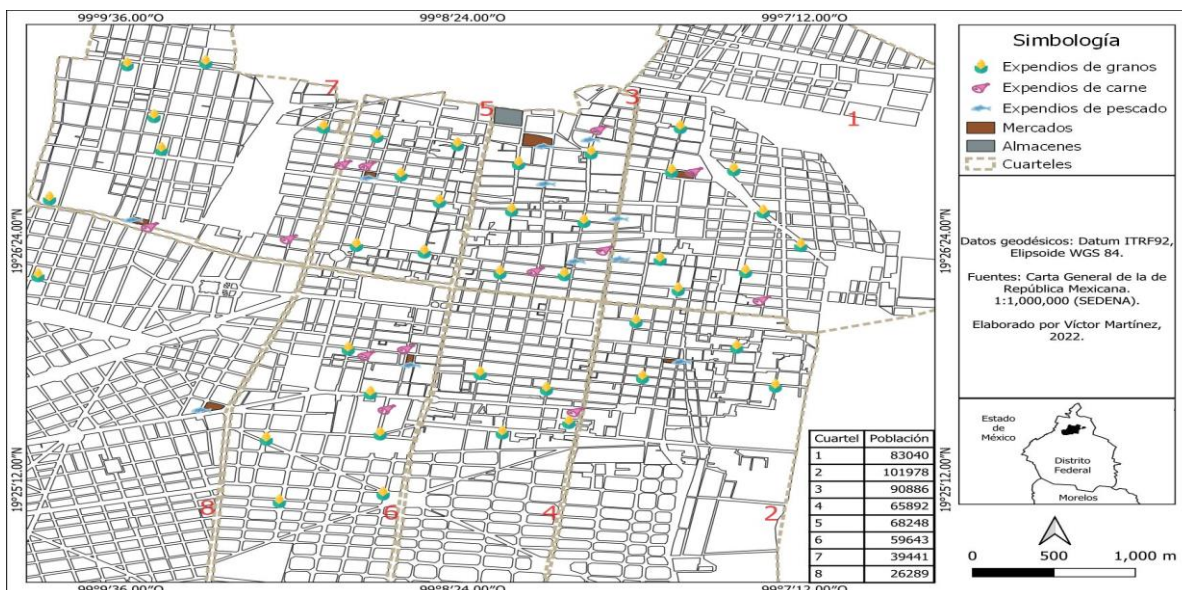 99°9'36.00"O
99°8'24.00"O
99°7'12.00"O
7
5
3
1
19°26'24.00"N
19°26'24.00"N
19°25'12.00"N
19°25'12.00"N
8
6
4
2
Cuartel Población
1 83040
2 101978
3 90886
4 65892
5 68248
6 59643
7 39441
8 26289
99°9'36.00"O
99°8'24.00"O
99°7'12.00"O
Simbología
Expendios de granos
Expendios de carne
Expendios de pescado
Mercados
Almacenes
Cuarteles
Datos geodésicos: Datum ITRF92,
Elipsoide WGS 84.
Fuentes: Carta General de la de
República Mexicana.
1:1,000,000 (SEDENA).
Elaborado por Víctor Martínez,
2022.
Estado
de
México
Distrito
Federal
Morelos
0 500 1,000 m